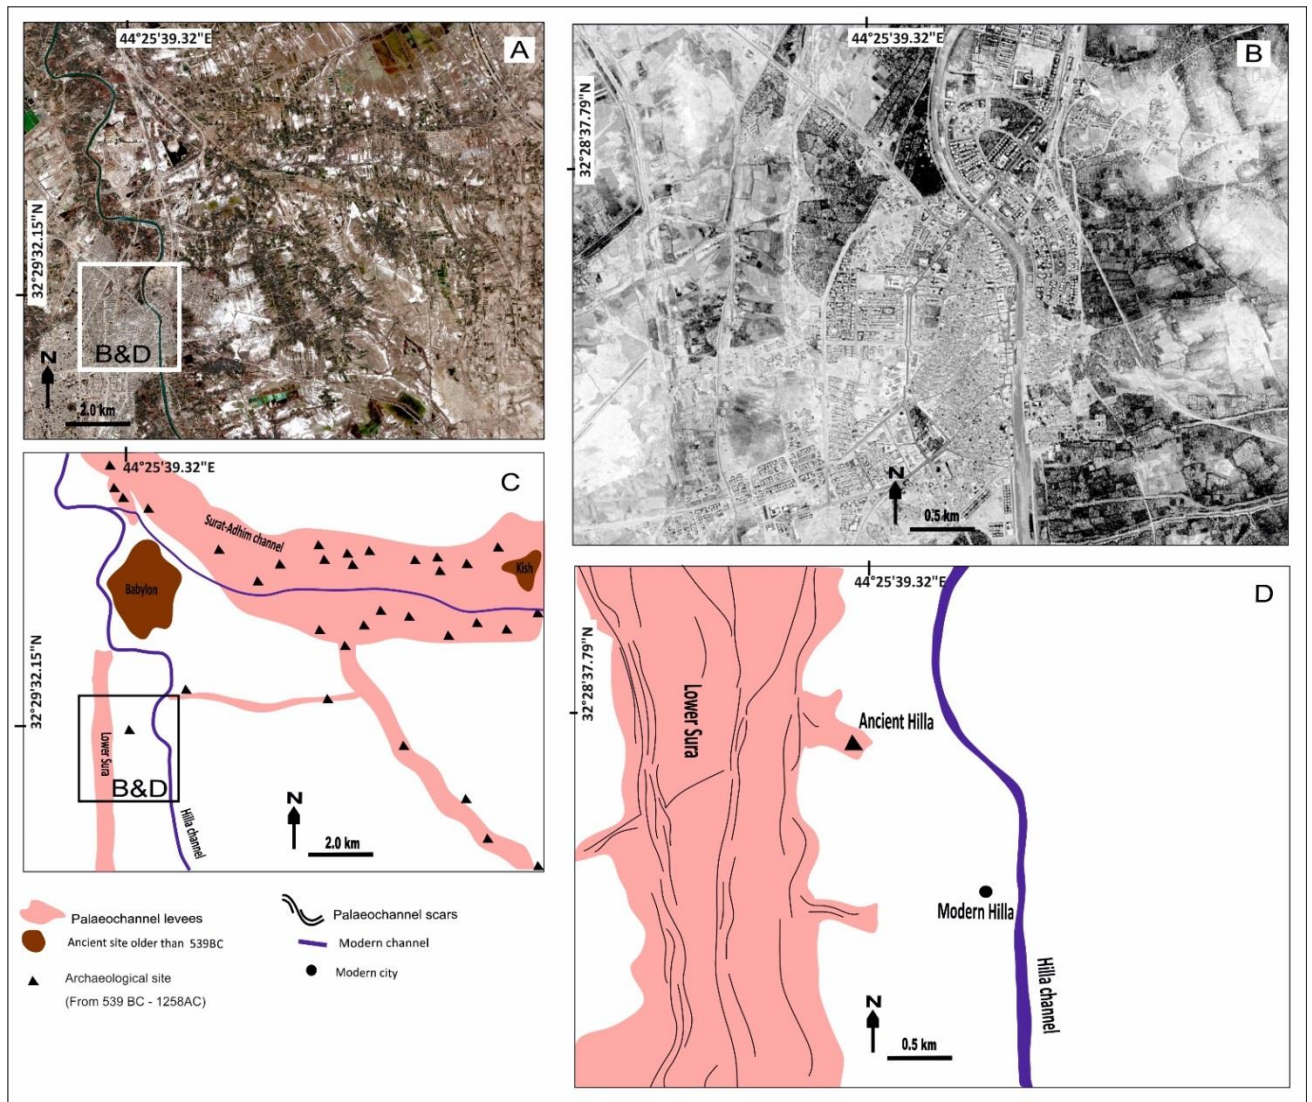 44°25'39.32"E
A
32°29'32.15"N
N
2.0 km
B&D
44°25'39.32"E
B
32°28'37.79"N
N
0.5 km
44°25'39.32"E
C
Surat-Adhim channel
Kish
Babylon
32°29'32.15"N
Lower Sura
B&D
Hilla channel
N
2.0 km
44°25'39.32"E
D
32°28'37.79"N
Lower Sura
Ancient Hilla
Modern Hilla
Hilla channel
N
0.5 km
Palaeochannel levees
Ancient site older than 539BC
Archaeological site
(From 539 BC - 1258AC)
Palaeochannel scars
Modern channel
Modern city